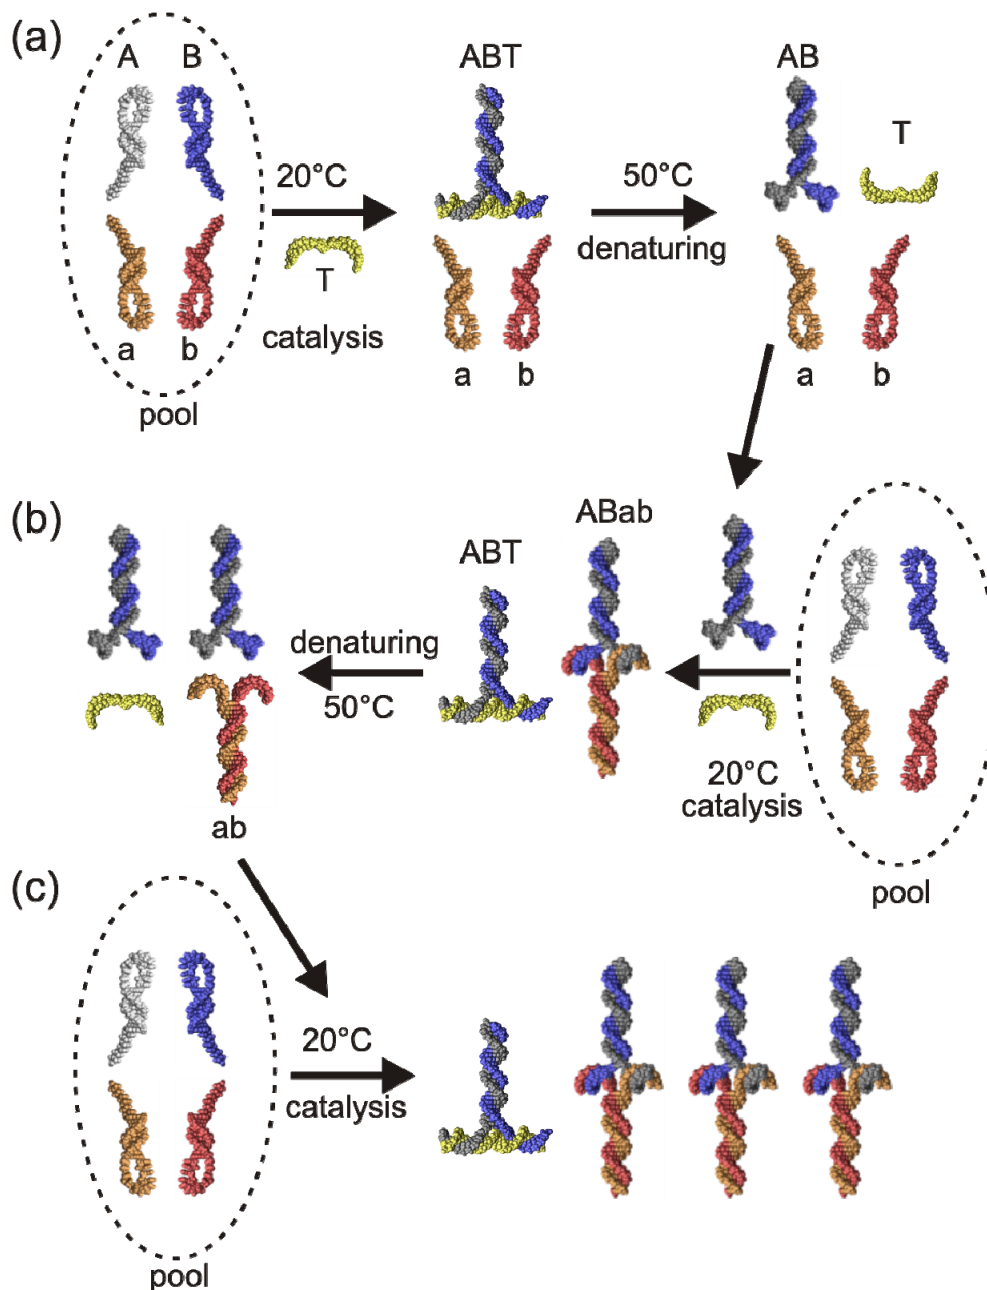 (a)
A
B
ABT
AB
T
20°C
50°C
T
denaturing
catalysis
a
b
a
b
a
b
pool
(b)
ABab
ABT
denaturing
50°C
20°C
catalysis
ab
pool
(c)
20°C
catalysis
pool